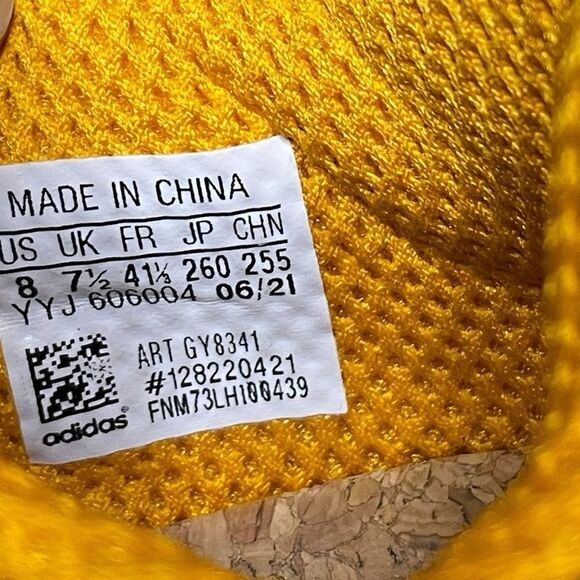 MADE IN CHINA
US UK FR JP CHN
8 7½ 41⅓ 260 255
YYJ 606004 06/21
ART GY8341
#128220421
FNM73LH100439
adidas